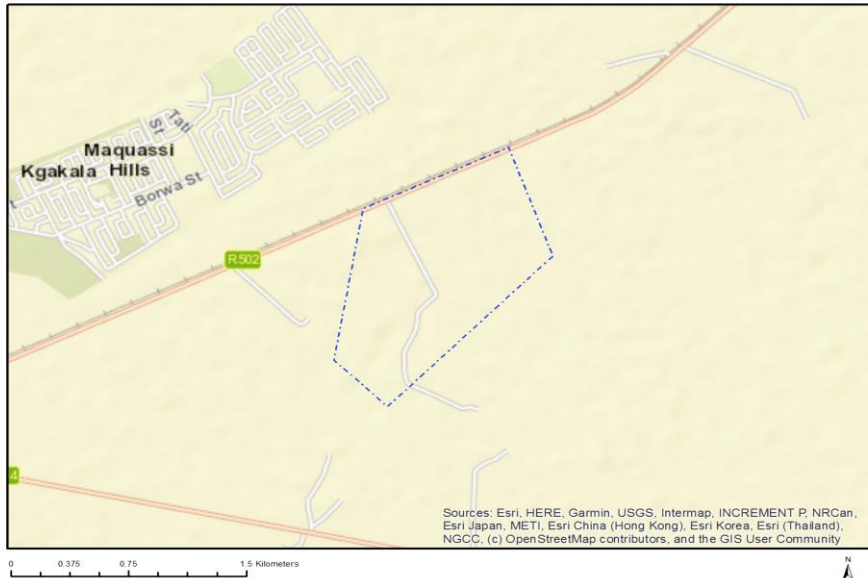 Tati
St
Maquassi
Kgakala Hills
Borwa St
t
R502
4
Sources: Esri, HERE, Garmin, USGS, Intermap, INCREMENT P, NRCan,
Esri Japan, METI, Esri China (Hong Kong), Esri Korea, Esri (Thailand),
NGCC, (c) OpenStreetMap contributors, and the GIS User Community
0 0.375 0.75 1.5 Kilometers
N